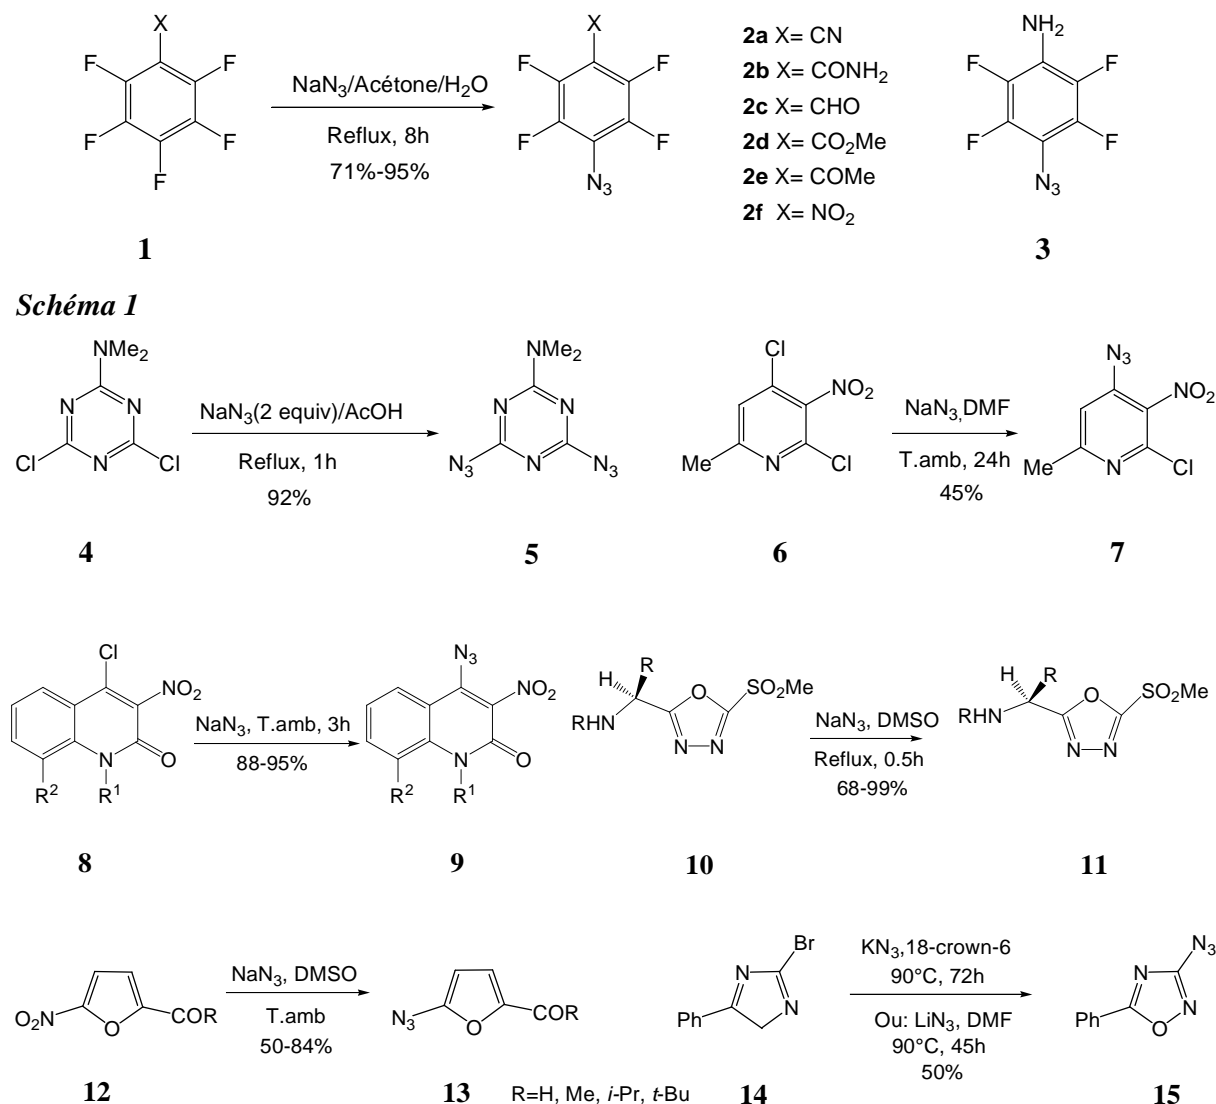 X
F
F
F
F
F
1
NaN3/Acétone/H2O
Reflux, 8h
71%-95%
X
F
F
F
F
N3
2a X= CN
2b X= CONH2
2c X= CHO
2d X= CO2Me
2e X= COMe
2f X= NO2
NH2
F
F
F
F
N3
3
Schéma 1
NMe2
N
N
Cl
N
Cl
4
NaN3(2 equiv)/AcOH
Reflux, 1h
92%
NMe2
N
N
N3
N
N3
5
Cl
NO2
Me
N
Cl
6
NaN3,DMF
T.amb, 24h
45%
N3
NO2
Me
N
Cl
7
Cl
NO2
N
O
R2
R1
8
NaN3, T.amb, 3h
88-95%
N3
NO2
N
O
R2
R1
9
R
H
O
SO2Me
RHN
N
N
10
NaN3, DMSO
Reflux, 0.5h
68-99%
H
R
O
SO2Me
RHN
N
N
11
O2N
O
COR
12
NaN3, DMSO
T.amb
50-84%
N3
O
COR
13
R=H, Me, i-Pr, t-Bu
Br
N
N
Ph
14
KN3,18-crown-6
90°C, 72h
Ou: LiN3, DMF
90°C, 45h
50%
N3
N
N
Ph
O
15